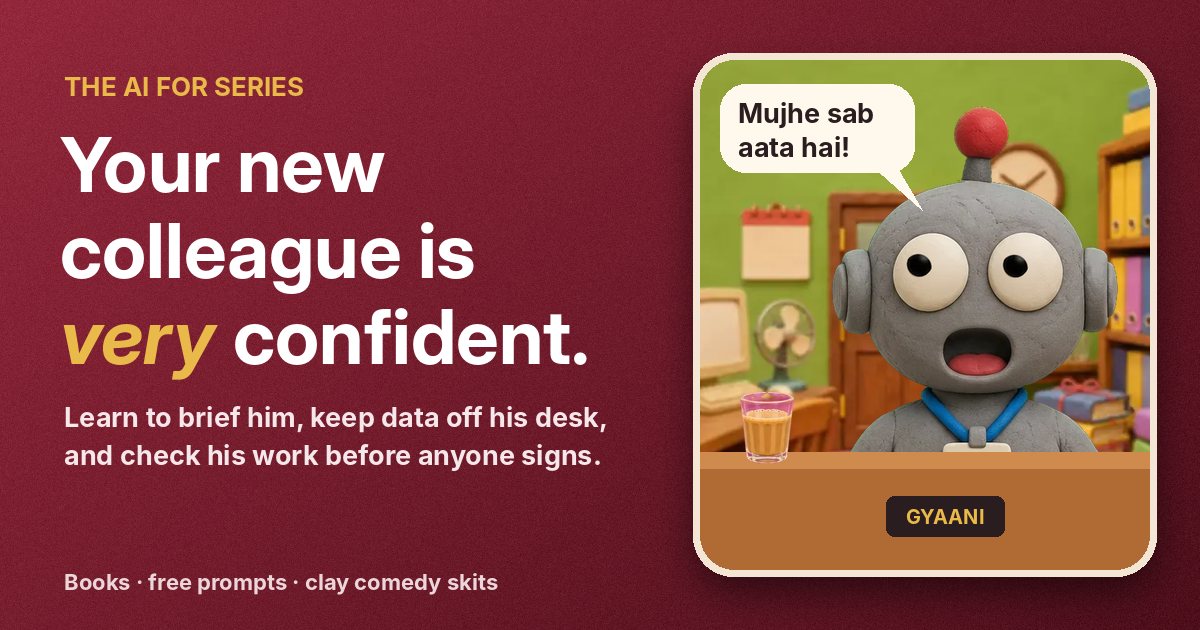 THE AI FOR SERIES
Your new
colleague is
very confident.
Learn to brief him, keep data off his desk,
and check his work before anyone signs.
Books · free prompts · clay comedy skits
Mujhe sab
aata hai!
GYAANI